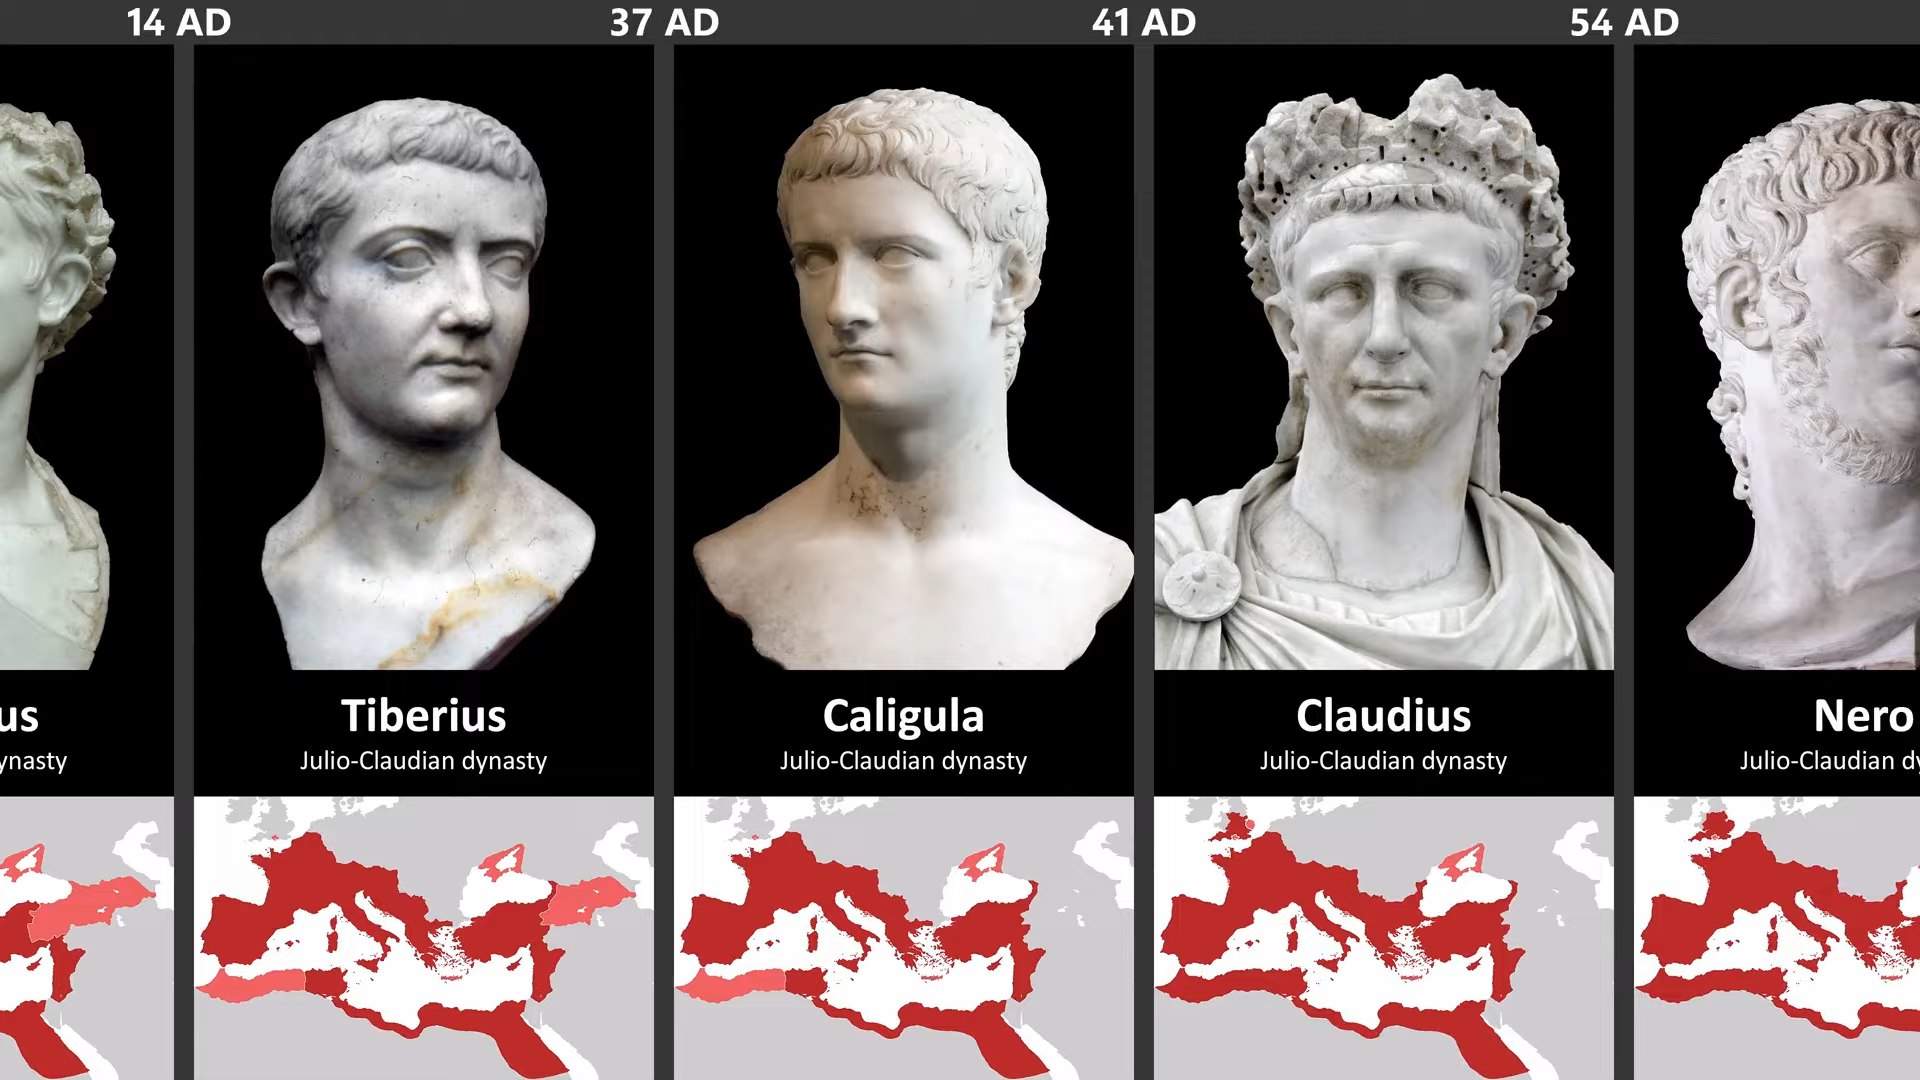 14 AD
37 AD
41 AD
54 AD
us
ynasty
Tiberius
Julio-Claudian dynasty
Caligula
Julio-Claudian dynasty
Claudius
Julio-Claudian dynasty
Nero
Julio-Claudian dy